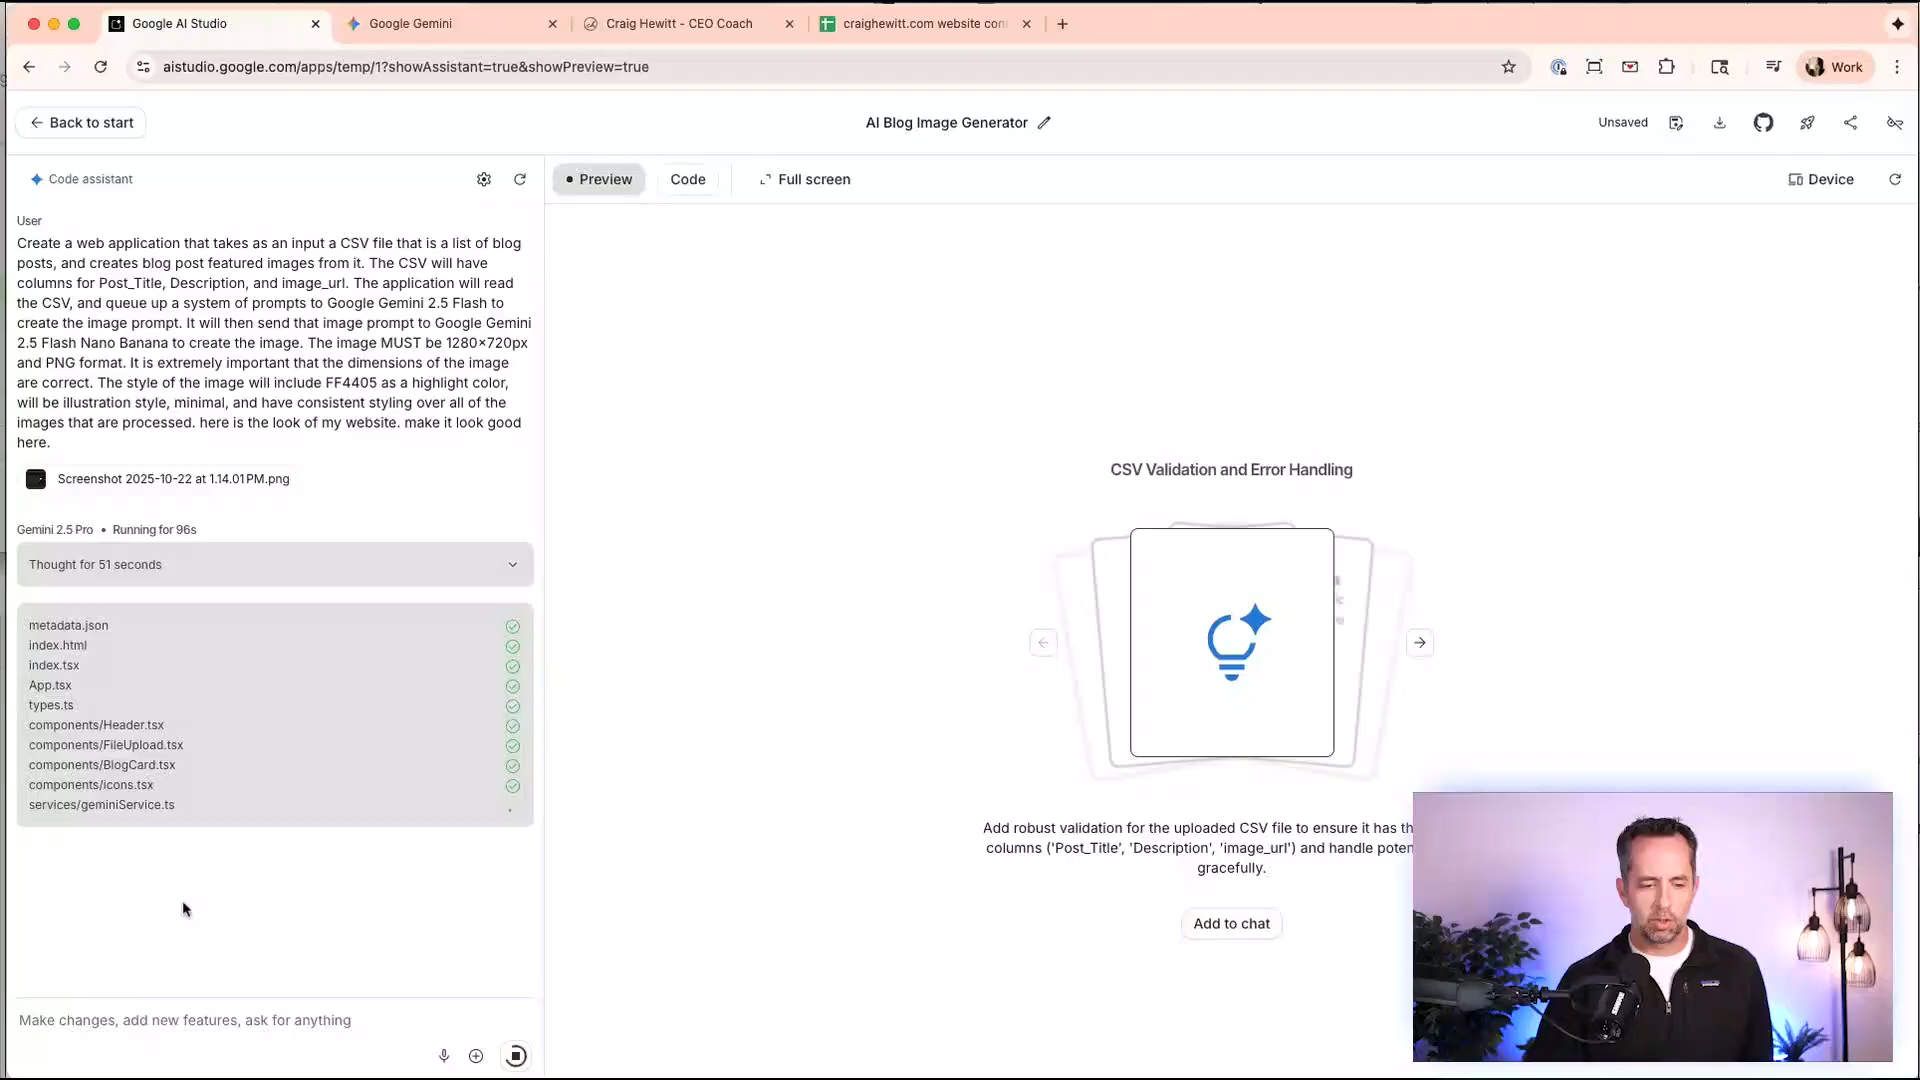 Google AI Studio
Google Gemini
Craig Hewitt - CEO Coach
craighewitt.com website con
aistudio.google.com/apps/temp/1?showAssistant=true&showPreview=true
Work
Back to start
AI Blog Image Generator
Unsaved
Code assistant
Preview
Code
Full screen
Device
User
Create a web application that takes as an input a CSV file that is a list of blog
posts, and creates blog post featured images from it. The CSV will have
columns for Post_Title, Description, and image_url. The application will read
the CSV, and queue up a system of prompts to Google Gemini 2.5 Flash to
create the image prompt. It will then send that image prompt to Google Gemini
2.5 Flash Nano Banana to create the image. The image MUST be 1280×720px
and PNG format. It is extremely important that the dimensions of the image
are correct. The style of the image will include FF4405 as a highlight color,
will be illustration style, minimal, and have consistent styling over all of the
images that are processed. here is the look of my website. make it look good
here.
Screenshot 2025-10-22 at 1.14.01 PM.png
Gemini 2.5 Pro • Running for 96s
Thought for 51 seconds
metadata.json
index.html
index.tsx
App.tsx
types.ts
components/Header.tsx
components/FileUpload.tsx
components/BlogCard.tsx
components/icons.tsx
services/geminiService.ts
Make changes, add new features, ask for anything
CSV Validation and Error Handling
Add robust validation for the uploaded CSV file to ensure it has th
columns ('Post_Title', 'Description', 'image_url') and handle poten
gracefully.
Add to chat